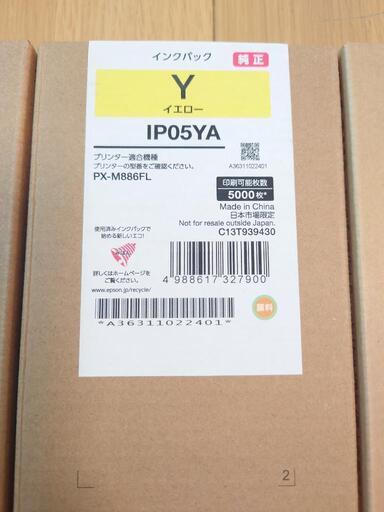 インクパック
純正
Y
イエロー
IP05YA
プリンター適合機種
プリンターの型番をご確認ください。
PX-M886FL
A36311022401
印刷可能枚数
5000枚*
Made in China
日本市場限定
Not for resale outside Japan.
C13T939430
使用済みインクパックで
始める新しいエコ!
詳しくはホームページを
ご覧ください。
www.epson.jp/recycle/
4 988617 327900
*A36311022401*
顔料
2